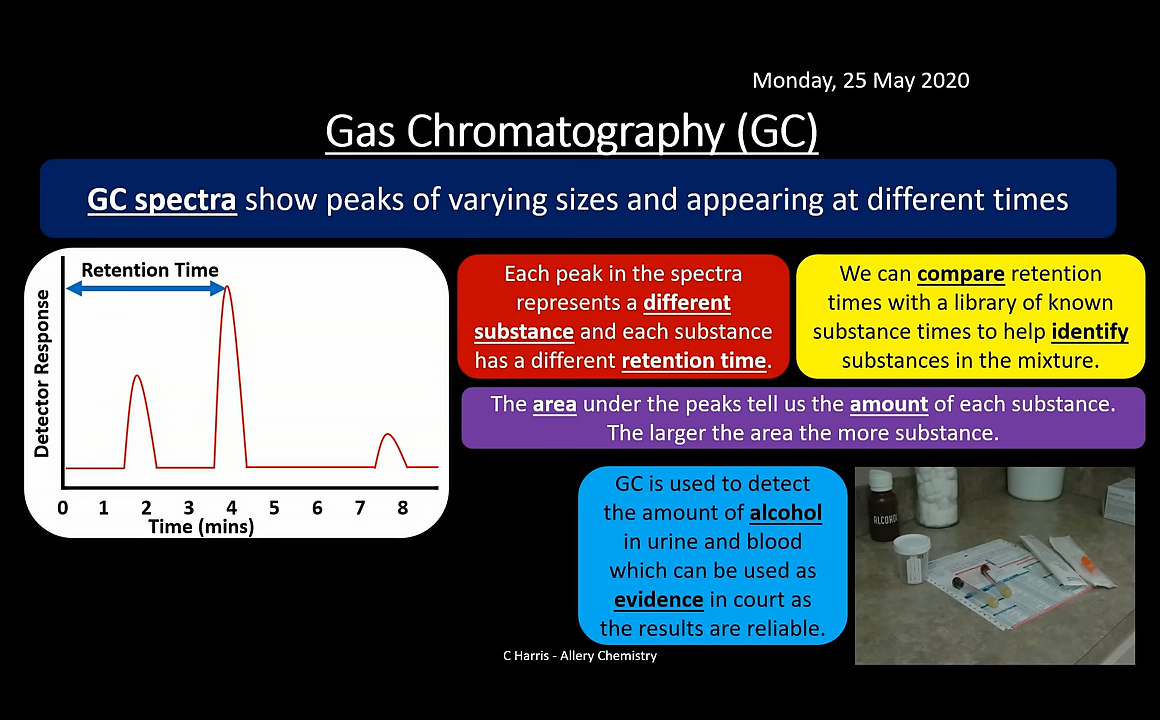 Monday, 25 May 2020
Gas Chromatography (GC)
GC spectra show peaks of varying sizes and appearing at different times
Retention Time
Detector Response
0 1 2 3 4 5 6 7 8
Time (mins)
Each peak in the spectra
represents a different
substance and each substance
has a different retention time.
We can compare retention
times with a library of known
substance times to help identify
substances in the mixture.
The area under the peaks tell us the amount of each substance.
The larger the area the more substance.
GC is used to detect
the amount of alcohol
in urine and blood
which can be used as
evidence in court as
the results are reliable.
ALCOHOL
C Harris - Allery Chemistry